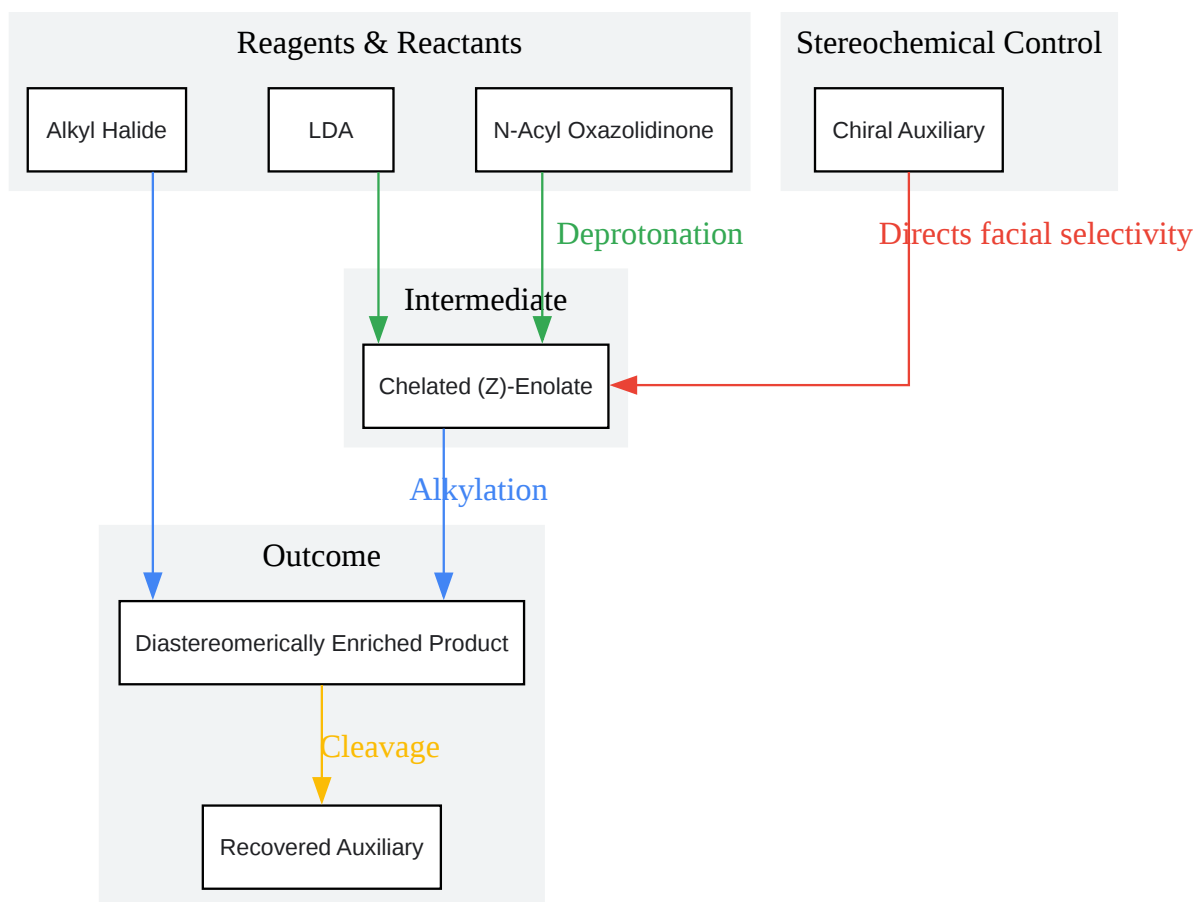 Reagents & Reactants
Stereochemical Control
Alkyl Halide
LDA
N-Acyl Oxazolidinone
Chiral Auxiliary
Deprotonation
Directs facial selectivity
Intermediate
Chelated (Z)-Enolate
Alkylation
Outcome
Diastereomerically Enriched Product
Cleavage
Recovered Auxiliary